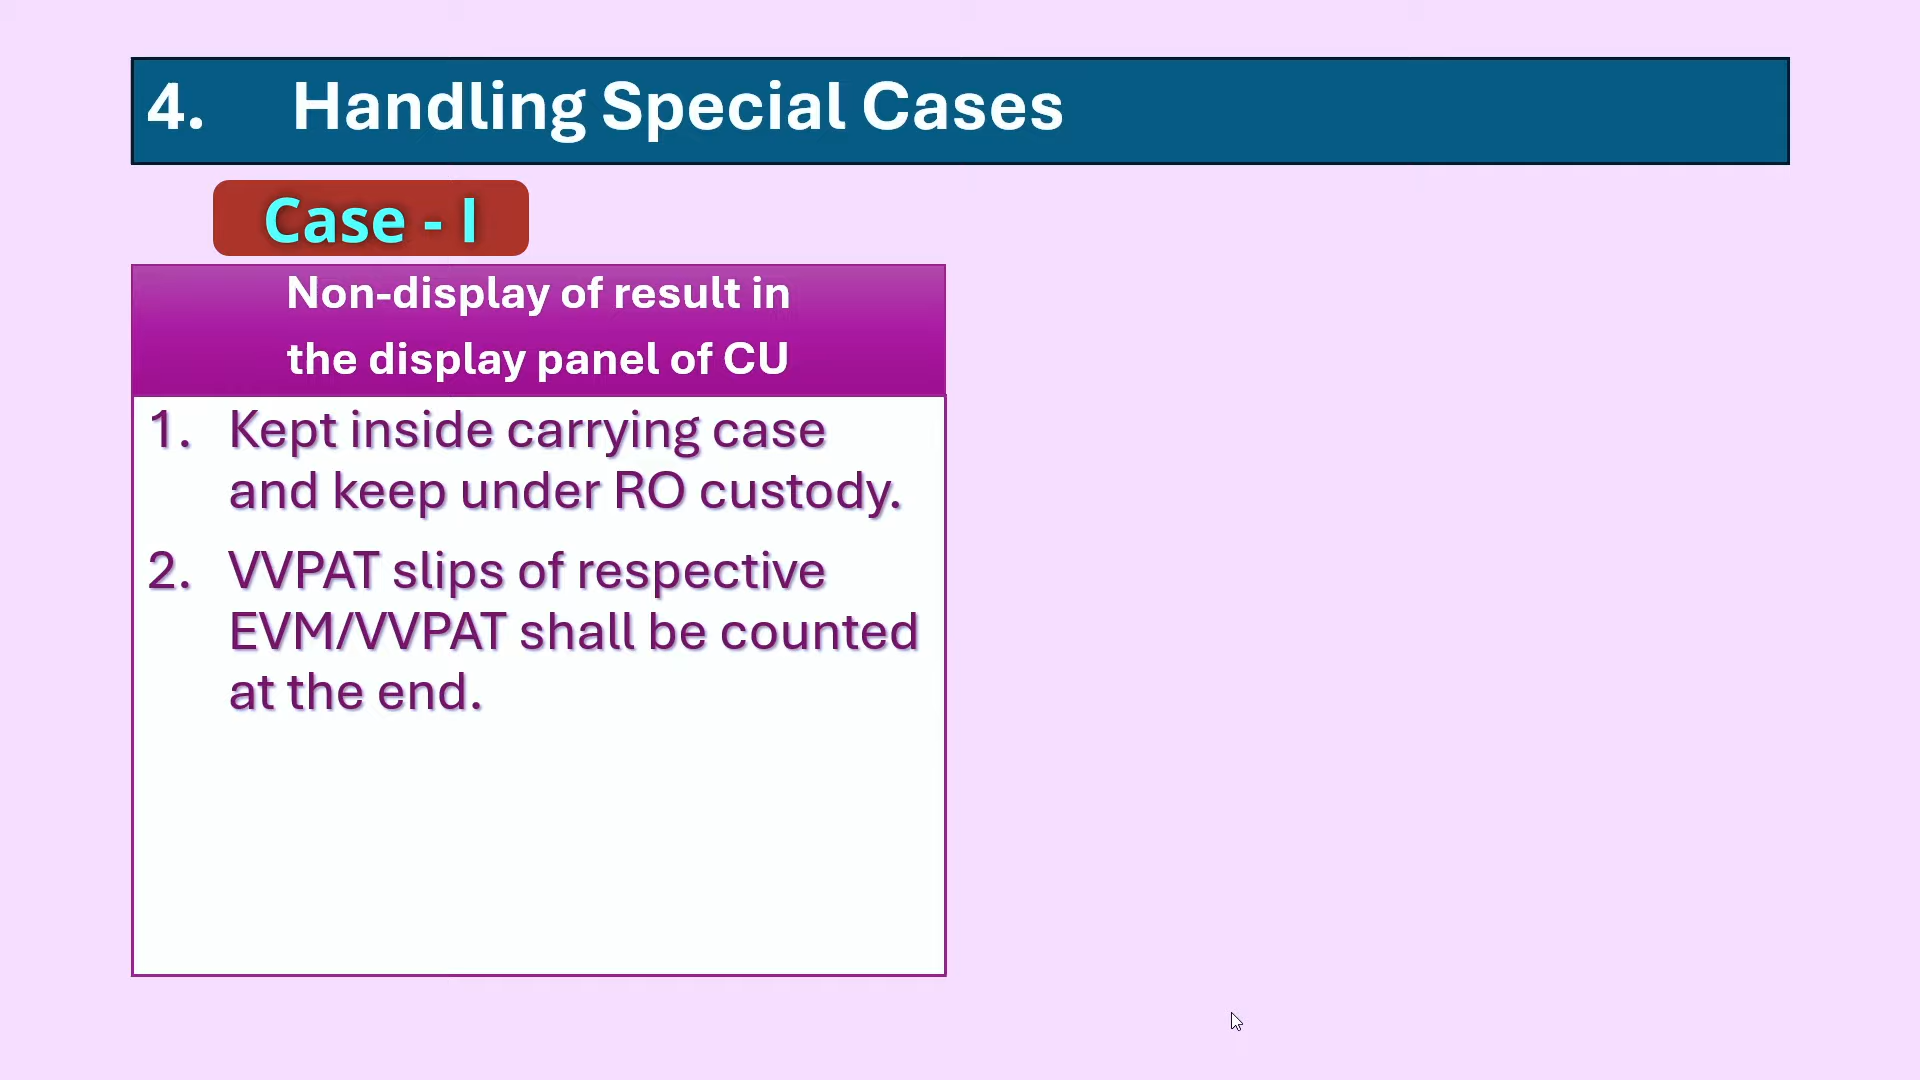 4. Handling Special Cases
Case - I
Non-display of result in
the display panel of CU
1. Kept inside carrying case
and keep under RO custody.
2. VVPAT slips of respective
EVM/VVPAT shall be counted
at the end.